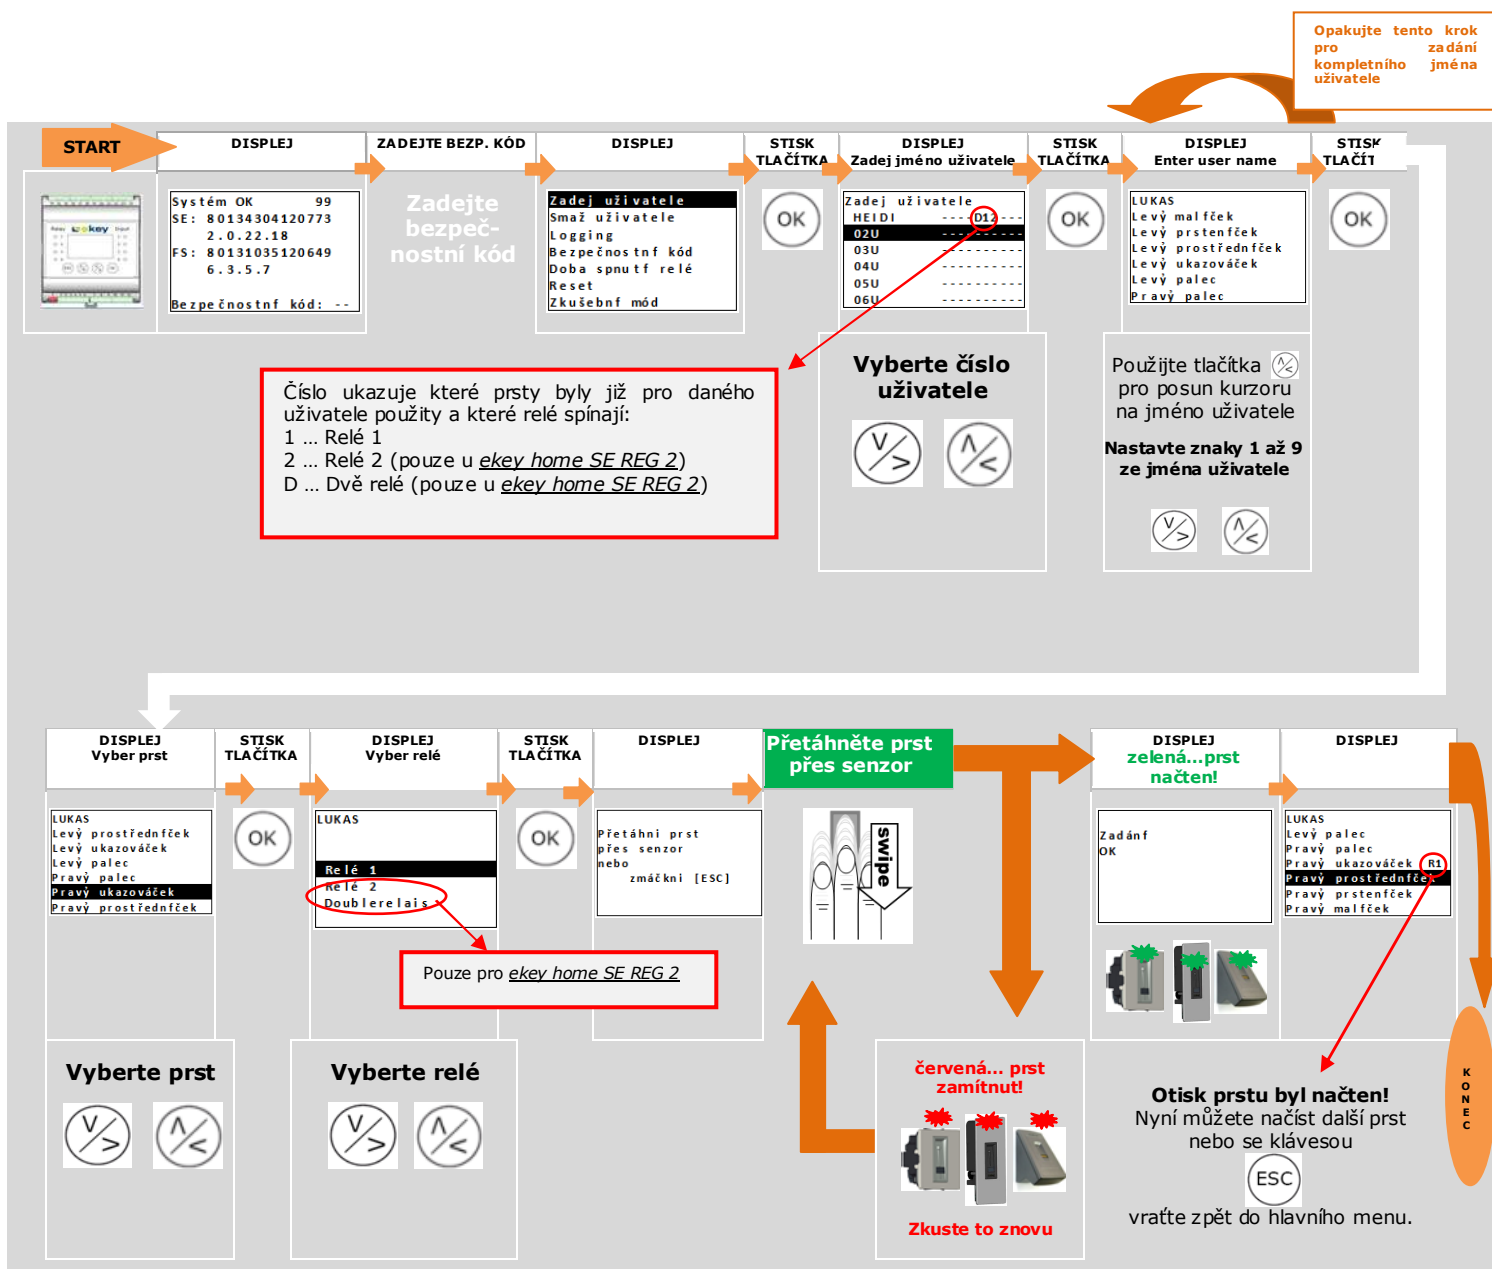 Opakujte tento krok
pro zadání
kompletního jména
uživatele
START
DISPLEJ
ZADEJTE BEZP. KÓD
DISPLEJ
STISK
TLAČÍTKA
DISPLEJ
Zadej jméno uživatele
STISK
TLAČÍTKA
DISPLEJ
Enter user name
STISK
TLAČÍT
ekey
Systém OK 99
SE: 80134304120773
2.0.22.18
FS: 80131035120649
6.3.5.7
Bezpečnostnf kód: --
Zadejte
bezpeč-
nostní kód
Zadej uživatele
Smaž uživatele
Logging
Bezpečnostnf kód
Doba spnutf relé
Reset
Zkušebnf mód
OK
Zadej uživatele
HEIDI ----D12---
02U ----------
03U ----------
04U ----------
05U ----------
06U ----------
OK
LUKAS
Levý malfček
Levý prstenfček
Levý prostřednfček
Levý ukazováček
Levý palec
Pravý palec
OK
Číslo ukazuje které prsty byly již pro daného
uživatele použity a které relé spínají:
1 ... Relé 1
2 ... Relé 2 (pouze u ekey home SE REG 2)
D ... Dvě relé (pouze u ekey home SE REG 2)
Vyberte číslo
uživatele
V/>
Λ/<
Použijte tlačítka Λ/<
pro posun kurzoru
na jméno uživatele
Nastavte znaky 1 až 9
ze jména uživatele
V/>
Λ/<
DISPLEJ
Vyber prst
STISK
TLAČÍTKA
DISPLEJ
Vyber relé
STISK
TLAČÍTKA
DISPLEJ
Přetáhněte prst
přes senzor
DISPLEJ
zelená...prst
načten!
DISPLEJ
LUKAS
Levý prostřednfček
Levý ukazováček
Levý palec
Pravý palec
Pravý ukazováček
Pravý prostřednfček
OK
LUKAS
Relé 1
Relé 2
Doublerelais
OK
Přetáhni prst
přes senzor
nebo
zmáčkni [ESC]
swipe
Zadánf
OK
LUKAS
Levý palec
Pravý palec
Pravý ukazováček R1
Pravý prostřednfček
Pravý prstenfček
Pravý malfček
Pouze pro ekey home SE REG 2
Vyberte prst
V/>
Λ/<
Vyberte relé
V/>
Λ/<
červená... prst
zamítnut!
Zkuste to znovu
Otisk prstu byl načten!
Nyní můžete načíst další prst
nebo se klávesou
ESC
vraťte zpět do hlavního menu.
K
O
N
E
C